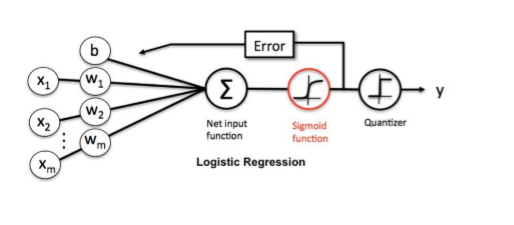 b
Error
x1
w1
x2
w2
xm
wm
Σ
y
Net input
function
Sigmoid
function
Quantizer
Logistic Regression